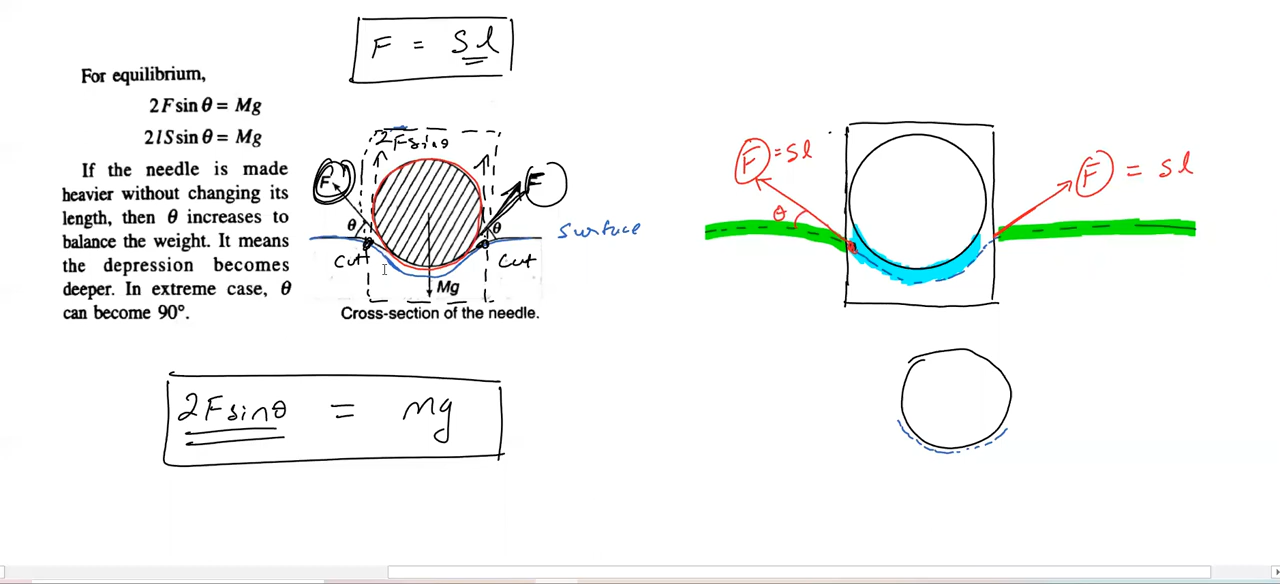 F = Sl
For equilibrium,
2F sin θ = Mg
2lS sin θ = Mg
If the needle is made
heavier without changing its
length, then θ increases to
balance the weight. It means
the depression becomes
deeper. In extreme case, θ
can become 90°.
2Fsinθ
F
F
θ
θ
surface
cut
cut
Mg
Cross-section of the needle.
2Fsinθ = mg
F = Sl
θ
F = Sl